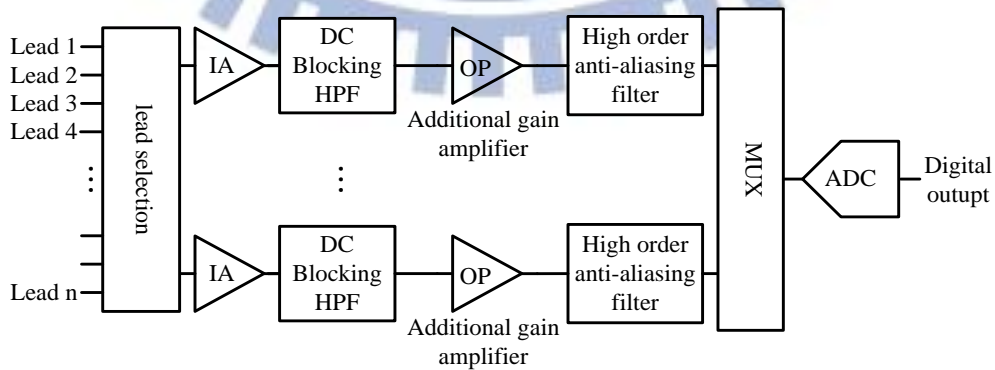 Lead 1
Lead 2
Lead 3
Lead 4
⋮
Lead n
lead selection
IA
DC
Blocking
HPF
OP
Additional gain
amplifier
High order
anti-aliasing
filter
⋮
IA
DC
Blocking
HPF
OP
Additional gain
amplifier
High order
anti-aliasing
filter
MUX
ADC
Digital
outupt